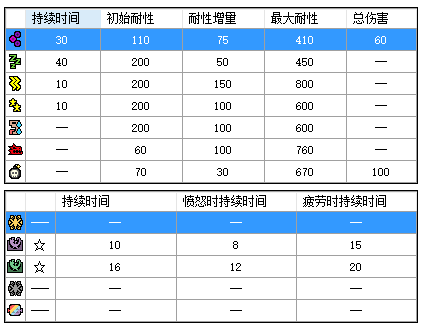 持续时间 初始耐性 耐性增量 最大耐性 总伤害
30 110 75 410 60
40 200 50 450 —
10 200 150 800 —
10 200 100 600 —
— 200 100 600 —
— 60 100 760 —
— 70 30 670 100
持续时间 愤怒时持续时间 疲劳时持续时间
— — — —
☆ 10 8 15
☆ 16 12 20
— — — —
— — — —